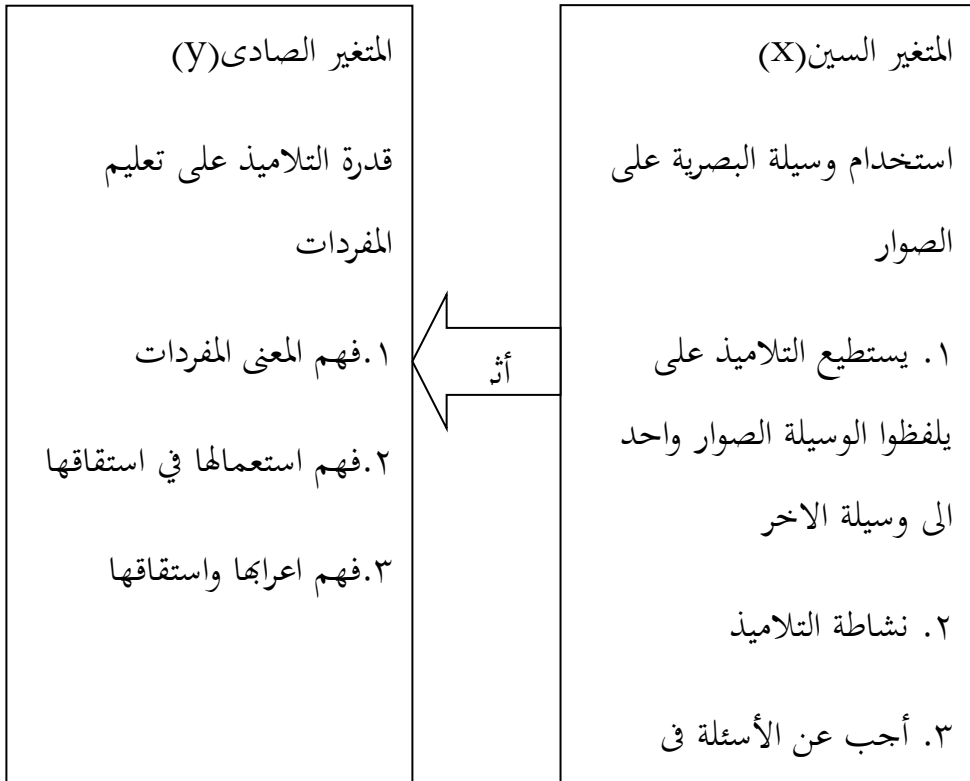 المتغير السين(X)
استخدام وسيلة البصرية على
الصوار
١. يستطيع التلاميذ على
يلفظوا الوسيلة الصوار واحد
الى وسيلة الاخر
٢. نشاطة التلاميذ
٣. أجب عن الأسئلة فى
أثـ
المتغير الصادى(y)
قدرة التلاميذ على تعليم
المفردات
١.فهم المعنى المفردات
٢.فهم استعمالها في استقاقها
٣.فهم اعرابها واستقاقها